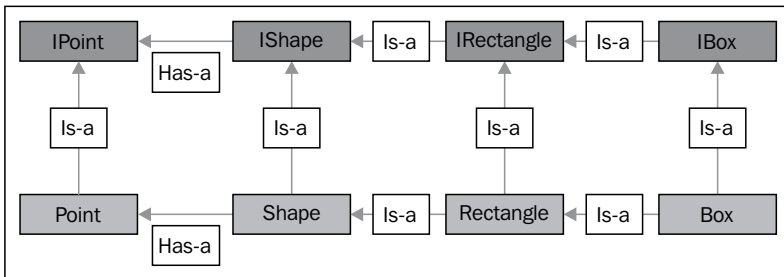 IPoint
IShape
Is-a
IRectangle
Is-a
IBox
Has-a
Is-a
Is-a
Is-a
Is-a
Point
Shape
Is-a
Rectangle
Is-a
Box
Has-a